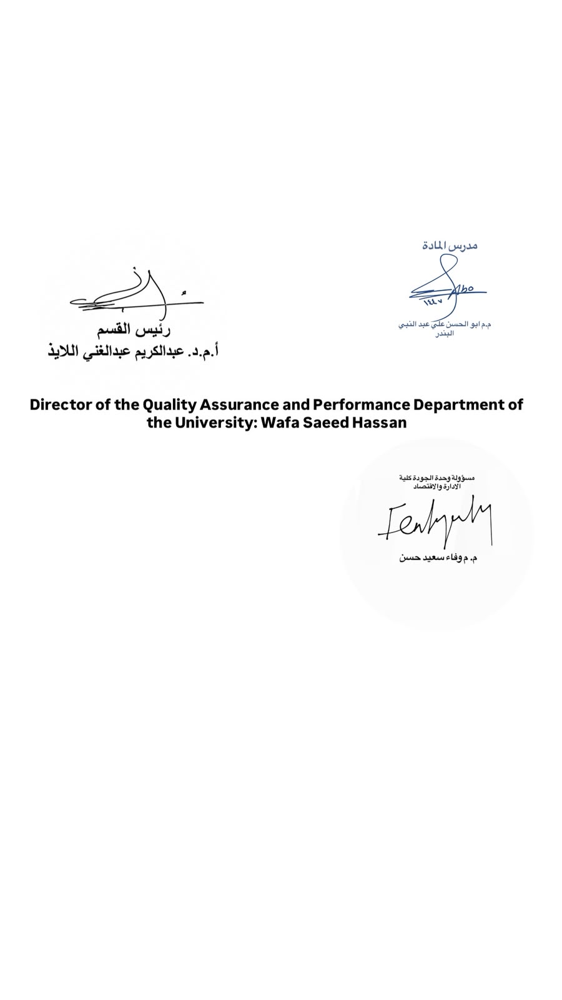 مدرس المادة
Abo
١٤٤٧
م.م ابو الحسن علي عبد النبي
البندر
رئيس القسم
أ.م.د. عبدالكريم عبدالغني اللايذ
Director of the Quality Assurance and Performance Department of
the University: Wafa Saeed Hassan
مسؤولة وحدة الجودة كلية
الادارة والاقتصاد
م. م وفاء سعيد حسن